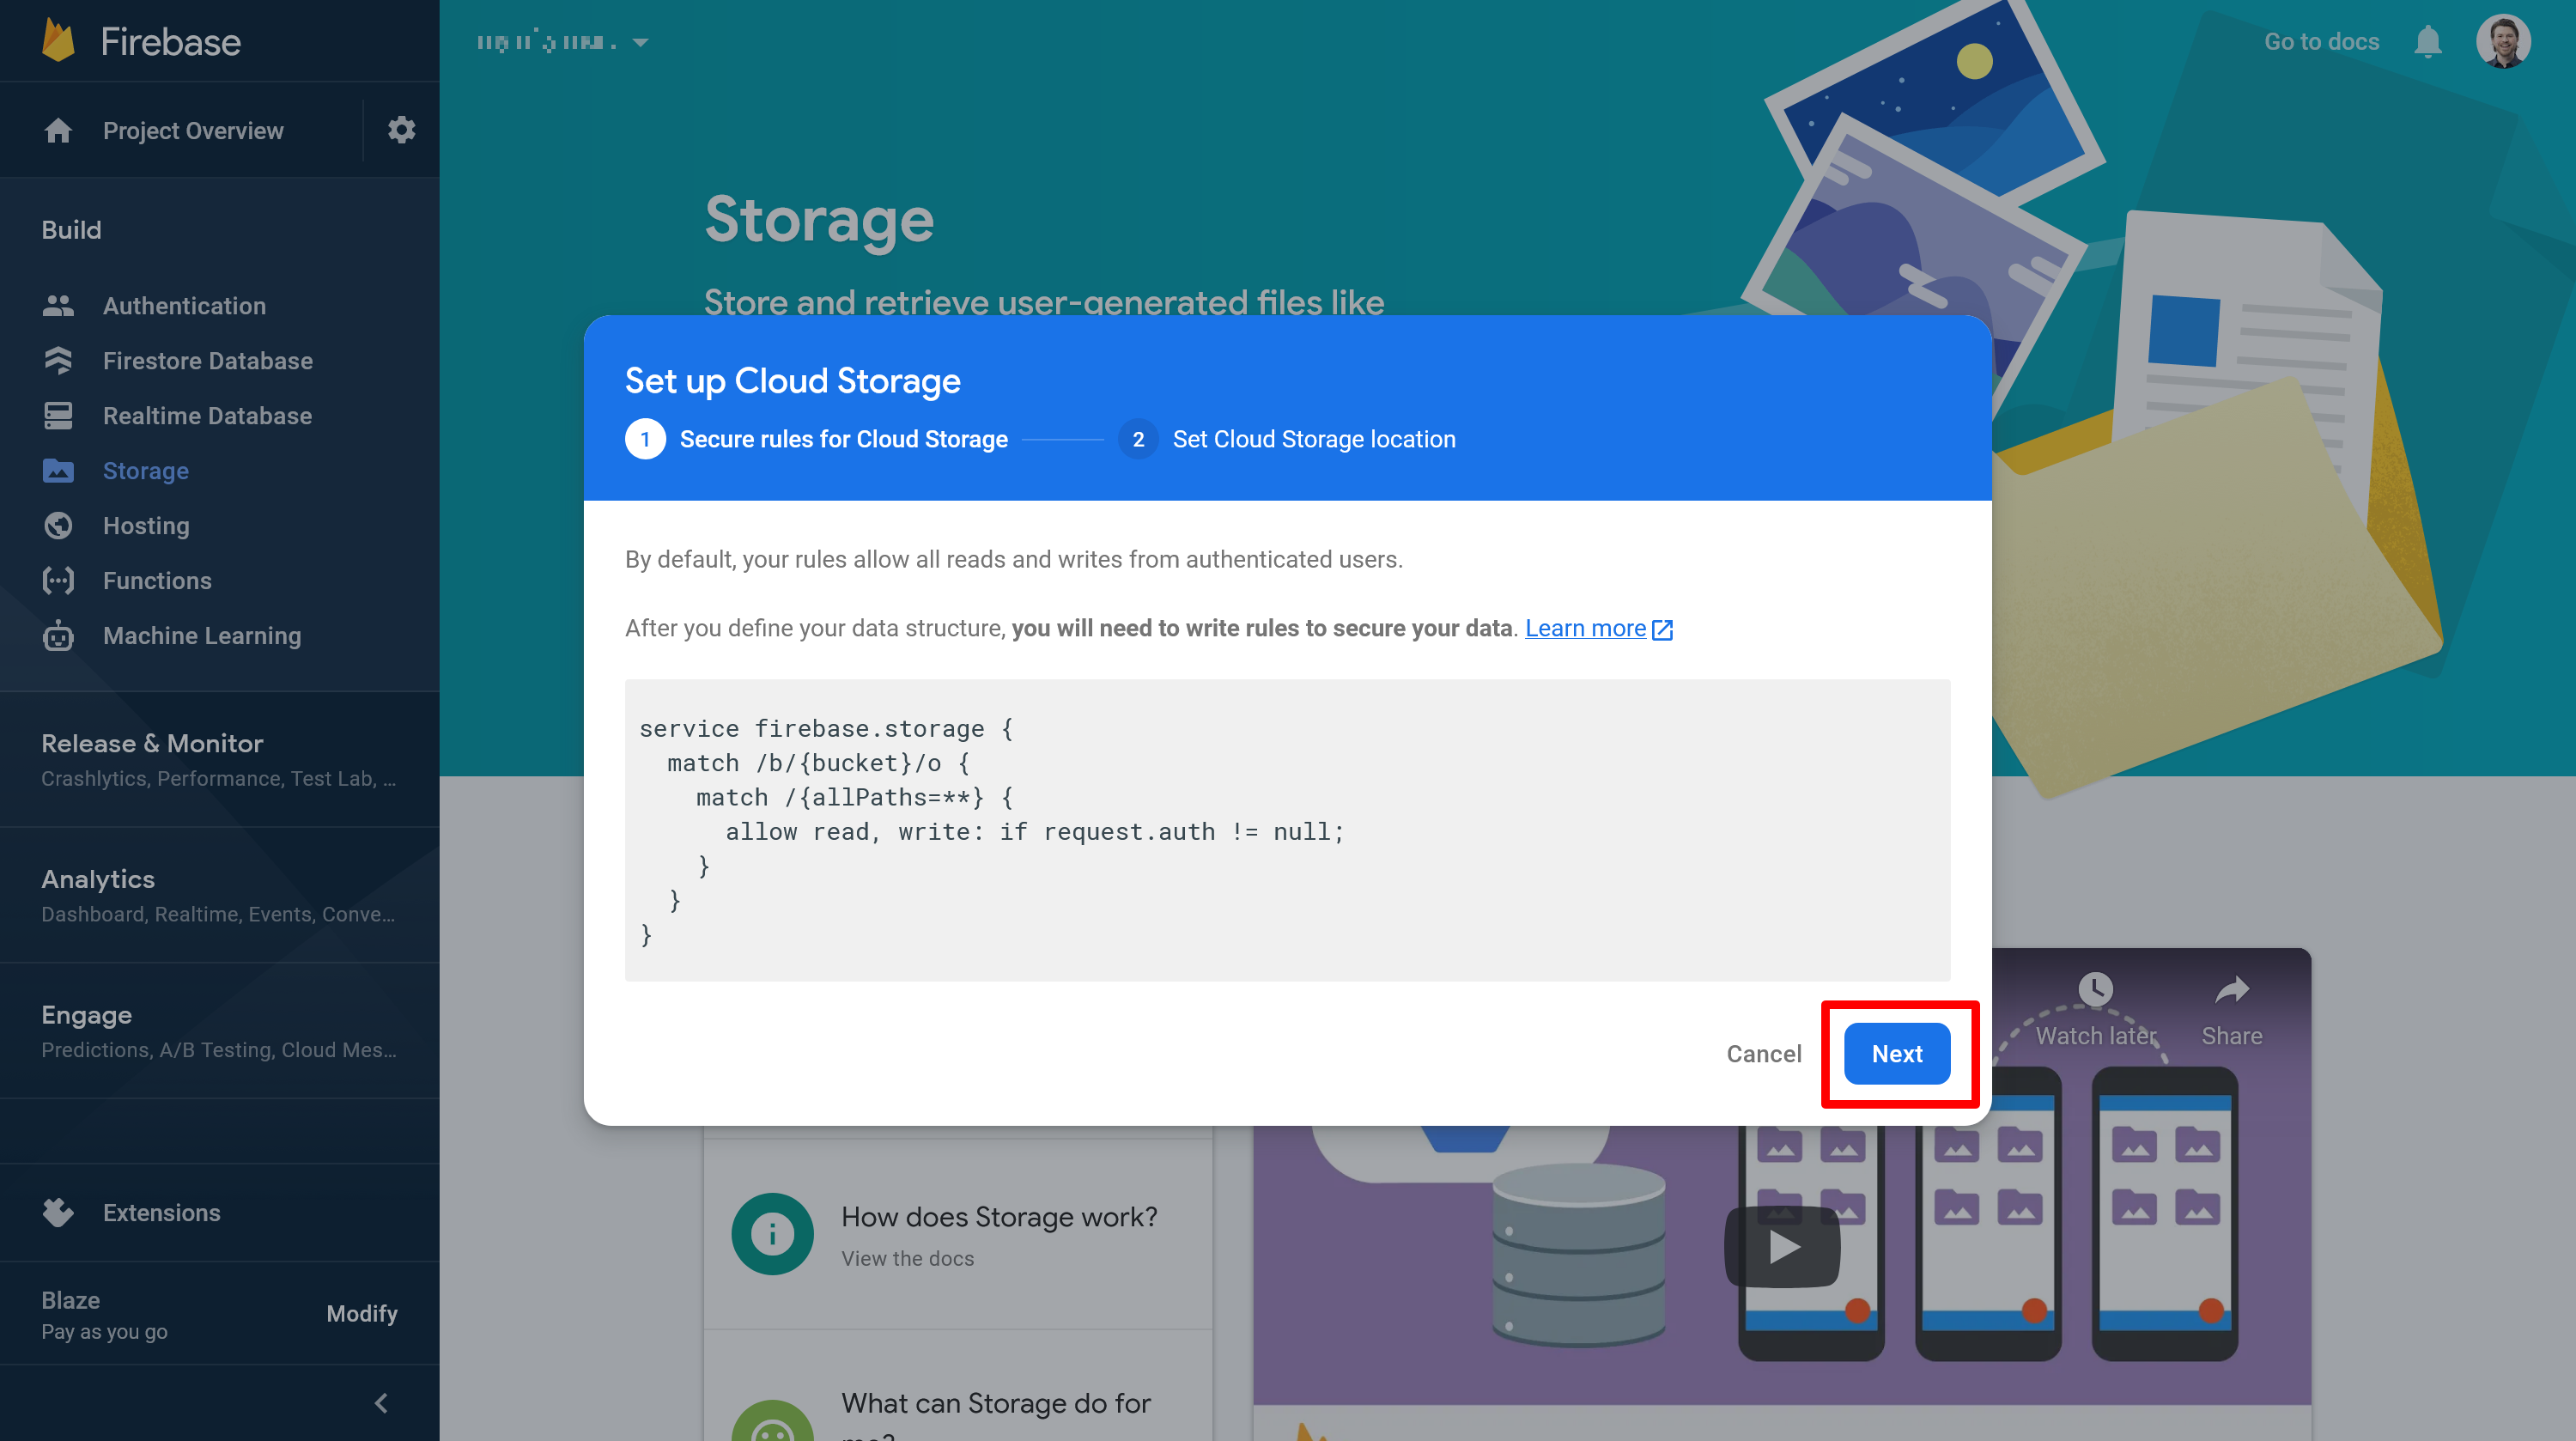 Firebase
Go to docs
Project Overview
Build
Authentication
Firestore Database
Realtime Database
Storage
Hosting
Functions
Machine Learning
Release & Monitor
Crashlytics, Performance, Test Lab, ...
Analytics
Dashboard, Realtime, Events, Conve...
Engage
Predictions, A/B Testing, Cloud Mes...
Extensions
Blaze
Pay as you go
Modify
Storage
Store and retrieve user-generated files like
Set up Cloud Storage
1 Secure rules for Cloud Storage
2 Set Cloud Storage location
By default, your rules allow all reads and writes from authenticated users.
After you define your data structure, you will need to write rules to secure your data. Learn more
service firebase.storage {
  match /b/{bucket}/o {
    match /{allPaths=**} {
      allow read, write: if request.auth != null;
    }
  }
}
Cancel
Next
Watch later
Share
How does Storage work?
View the docs
What can Storage do for
me?